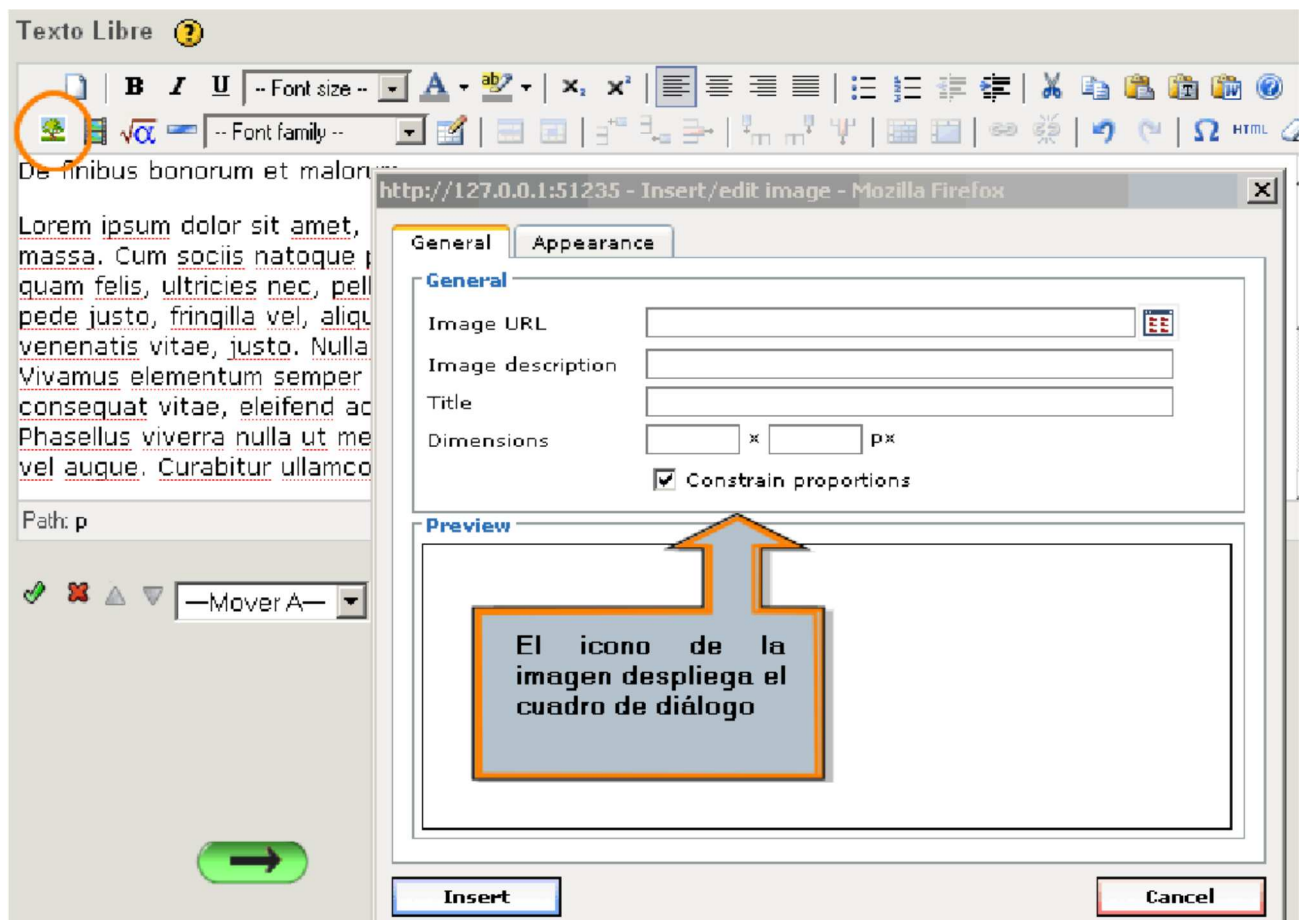 Texto Libre ?
B I U -- Font size -- A ab x₂ x² T W ?
√α -- Font family -- Ω HTML
De finibus bonorum et malorum
http://127.0.0.1:51235 - Insert/edit image - Mozilla Firefox
Lorem ipsum dolor sit amet,
massa. Cum sociis natoque
quam felis, ultricies nec,
pede justo, fringilla vel,
venenatis vitae, justo. Nulla
Vivamus elementum semper
consequat vitae, eleifend ac
Phasellus viverra nulla ut
vel augue. Curabitur
Path: p
—Mover A—
General Appearance
General
Image URL
Image description
Title
Dimensions x px
Constrain proportions
Preview
El icono de la
imagen despliega el
cuadro de diálogo
Insert Cancel